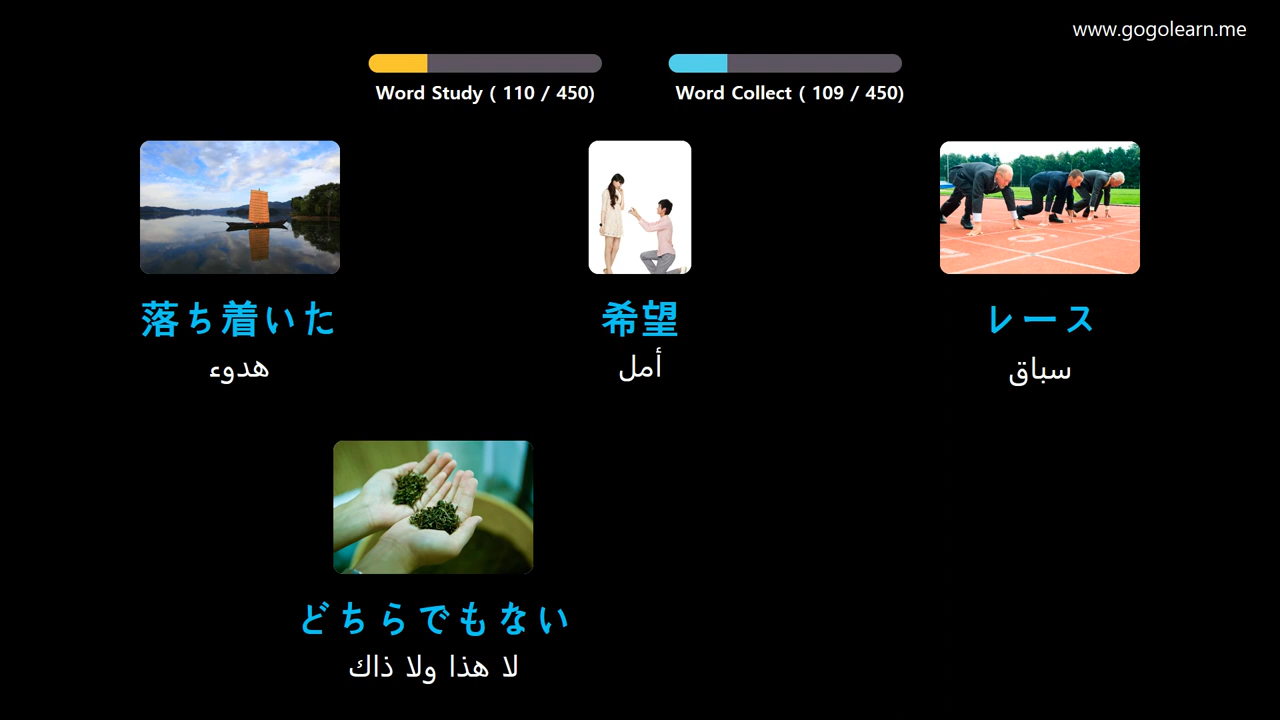 www.gogolearn.me
Word Study ( 110 / 450)
Word Collect ( 109 / 450)
落ち着いた
هدوء
希望
أمل
レース
سباق
どちらでもない
لا هذا ولا ذاك